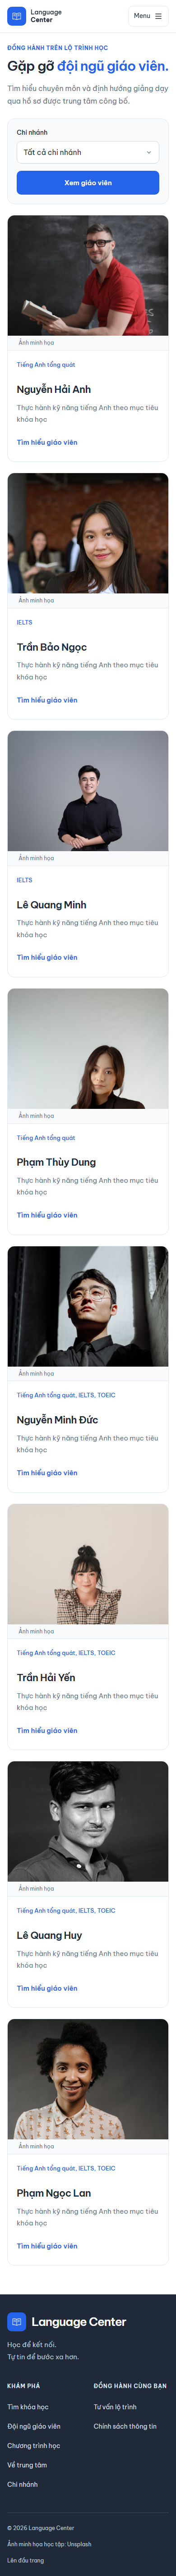 Language
Center
Menu
ĐỒNG HÀNH TRÊN LỘ TRÌNH HỌC
Gặp gỡ đội ngũ giáo viên.
Tìm hiểu chuyên môn và định hướng giảng dạy
qua hồ sơ được trung tâm công bố.
Chi nhánh
Tất cả chi nhánh
Xem giáo viên
Ảnh minh họa
Tiếng Anh tổng quát
Nguyễn Hải Anh
Thực hành kỹ năng tiếng Anh theo mục tiêu
khóa học
Tìm hiểu giáo viên
Ảnh minh họa
IELTS
Trần Bảo Ngọc
Thực hành kỹ năng tiếng Anh theo mục tiêu
khóa học
Tìm hiểu giáo viên
Ảnh minh họa
IELTS
Lê Quang Minh
Thực hành kỹ năng tiếng Anh theo mục tiêu
khóa học
Tìm hiểu giáo viên
Ảnh minh họa
Tiếng Anh tổng quát
Phạm Thùy Dung
Thực hành kỹ năng tiếng Anh theo mục tiêu
khóa học
Tìm hiểu giáo viên
Ảnh minh họa
Tiếng Anh tổng quát, IELTS, TOEIC
Nguyễn Minh Đức
Thực hành kỹ năng tiếng Anh theo mục tiêu
khóa học
Tìm hiểu giáo viên
Ảnh minh họa
Tiếng Anh tổng quát, IELTS, TOEIC
Trần Hải Yến
Thực hành kỹ năng tiếng Anh theo mục tiêu
khóa học
Tìm hiểu giáo viên
Ảnh minh họa
Tiếng Anh tổng quát, IELTS, TOEIC
Lê Quang Huy
Thực hành kỹ năng tiếng Anh theo mục tiêu
khóa học
Tìm hiểu giáo viên
Ảnh minh họa
Tiếng Anh tổng quát, IELTS, TOEIC
Phạm Ngọc Lan
Thực hành kỹ năng tiếng Anh theo mục tiêu
khóa học
Tìm hiểu giáo viên
Language Center
Học để kết nối.
Tự tin để bước xa hơn.
KHÁM PHÁ
Tìm khóa học
Đội ngũ giáo viên
Chương trình học
Về trung tâm
Chi nhánh
ĐỒNG HÀNH CÙNG BẠN
Tư vấn lộ trình
Chính sách thông tin
© 2026 Language Center
Ảnh minh họa học tập: Unsplash
Lên đầu trang